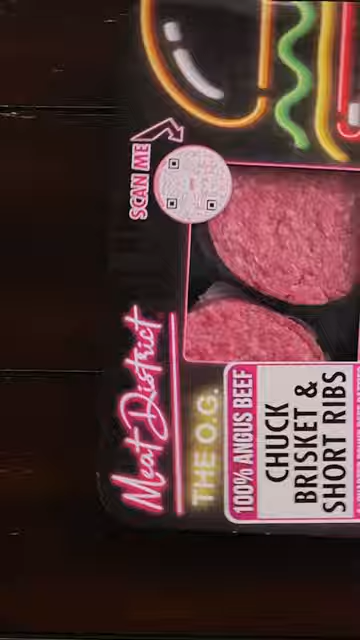 SCAN ME
Meat District
THE O.G.
100% ANGUS BEEF
CHUCK
BRISKET &
SHORT RIBS